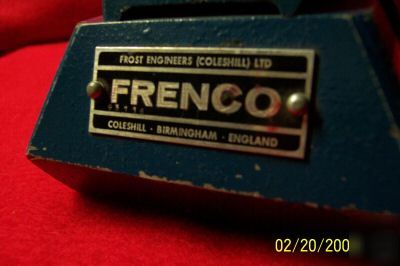 FROST ENGINEERS (COLESHILL) LTD
FRENCO
COLESHILL · BIRMINGHAM · ENGLAND
02/20/200